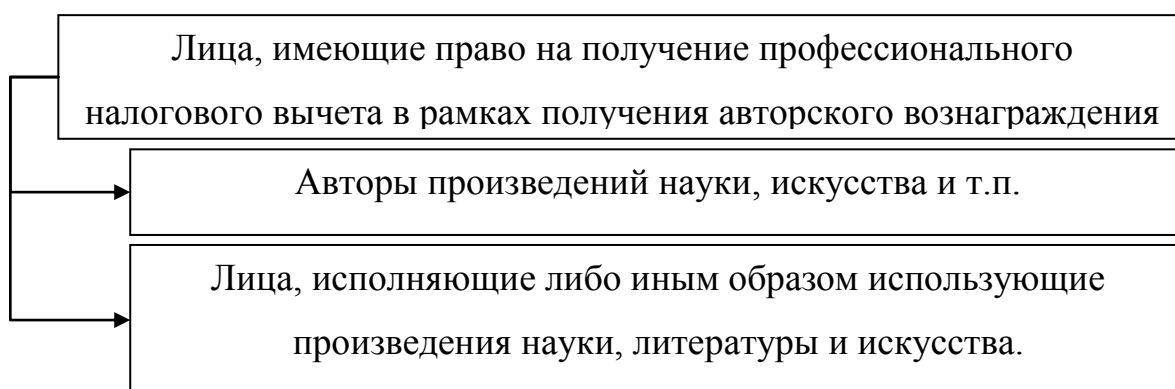 Лица, имеющие право на получение профессионального
налогового вычета в рамках получения авторского вознаграждения
Авторы произведений науки, искусства и т.п.
Лица, исполняющие либо иным образом использующие
произведения науки, литературы и искусства.